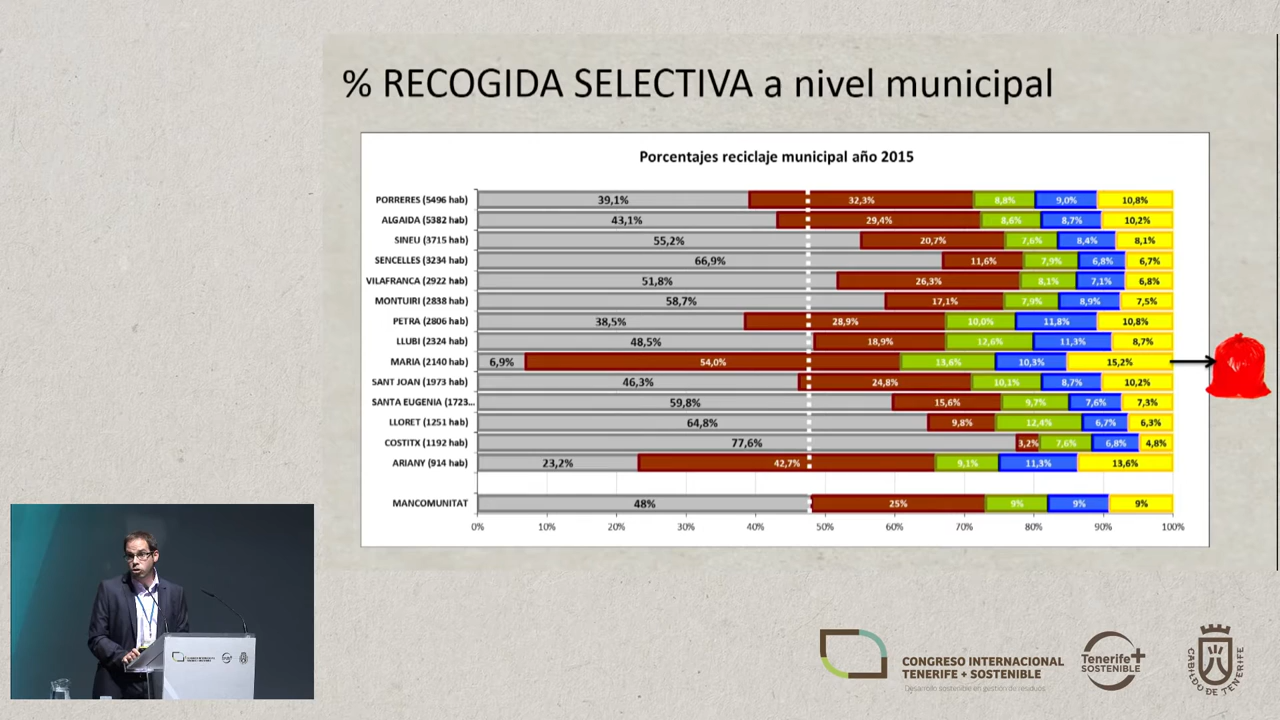 % RECOGIDA SELECTIVA a nivel municipal
Porcentajes reciclaje municipal año 2015
PORRERES (5496 hab) 39,1% 32,3% 8,8% 9,0% 10,8%
ALGAIDA (5382 hab) 43,1% 29,4% 8,6% 8,7% 10,2%
SINEU (3715 hab) 55,2% 20,7% 7,6% 8,4% 8,1%
SENCELLES (3234 hab) 66,9% 11,6% 7,9% 6,8% 6,7%
VILAFRANCA (2922 hab) 51,8% 26,3% 8,1% 7,1% 6,8%
MONTUIRI (2838 hab) 58,7% 17,1% 7,9% 8,9% 7,5%
PETRA (2806 hab) 38,5% 28,9% 10,0% 11,8% 10,8%
LLUBI (2324 hab) 48,5% 18,9% 12,6% 11,3% 8,7%
MARIA (2140 hab) 6,9% 54,0% 13,6% 10,3% 15,2%
SANT JOAN (1973 hab) 46,3% 24,8% 10,1% 8,7% 10,2%
SANTA EUGENIA (1723... 59,8% 15,6% 9,7% 7,6% 7,3%
LLORET (1251 hab) 64,8% 9,8% 12,4% 6,7% 6,3%
COSTITX (1192 hab) 77,6% 3,2% 7,6% 6,8% 4,8%
ARIANY (914 hab) 23,2% 42,7% 9,1% 11,3% 13,6%
MANCOMUNITAT 48% 25% 9% 9% 9%
0% 10% 20% 30% 40% 50% 60% 70% 80% 90% 100%
CONGRESO INTERNACIONAL
TENERIFE + SOSTENIBLE
Desarrollo sostenible en gestión de residuos
Tenerife+
SOSTENIBLE
CABILDO DE TENERIFE